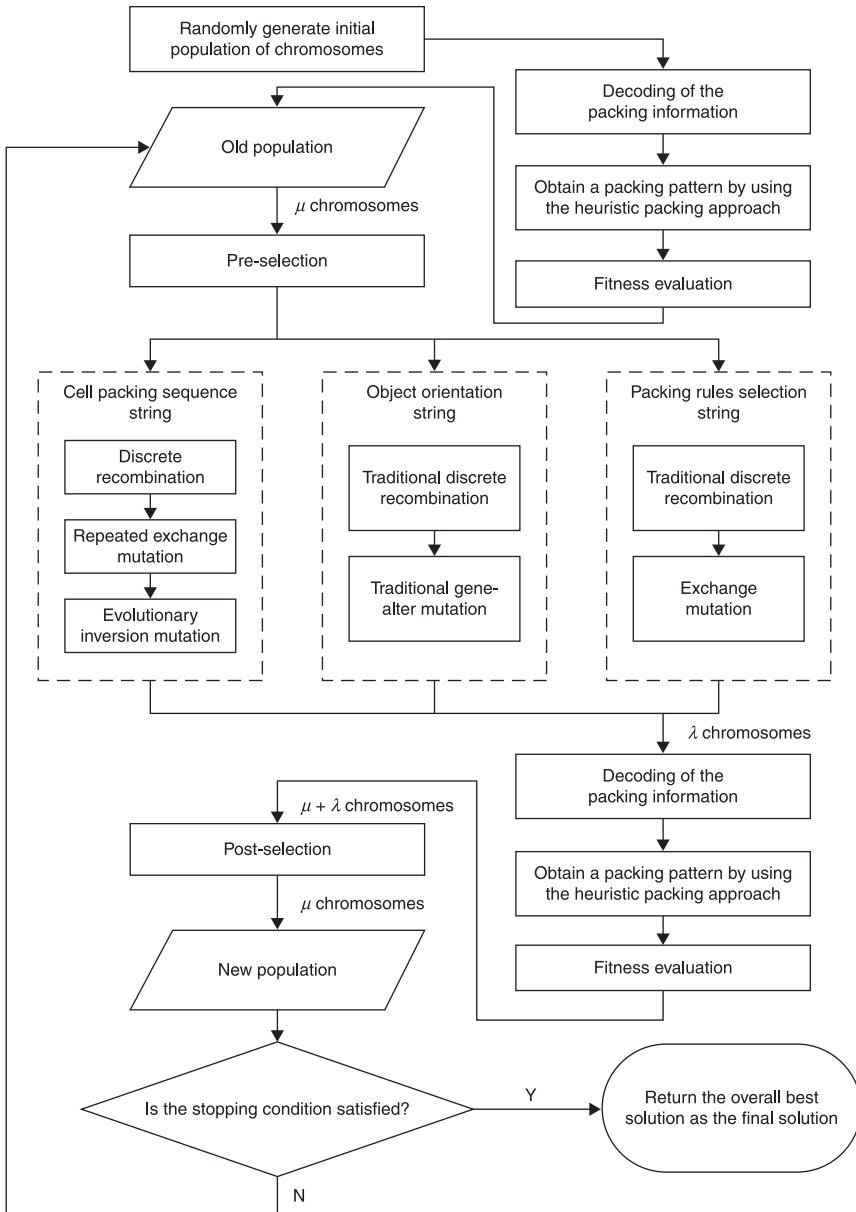 Randomly generate initial
population of chromosomes
Decoding of the
packing information
Old population
Obtain a packing pattern by using
the heuristic packing approach
μ chromosomes
Pre-selection
Fitness evaluation
Cell packing sequence
string
Discrete
recombination
Repeated exchange
mutation
Evolutionary
inversion mutation
Object orientation
string
Traditional discrete
recombination
Traditional gene-
alter mutation
Packing rules selection
string
Traditional discrete
recombination
Exchange
mutation
λ chromosomes
Decoding of the
packing information
Obtain a packing pattern by using
the heuristic packing approach
Fitness evaluation
μ + λ chromosomes
Post-selection
μ chromosomes
New population
Is the stopping condition satisfied?
Y
Return the overall best
solution as the final solution
N